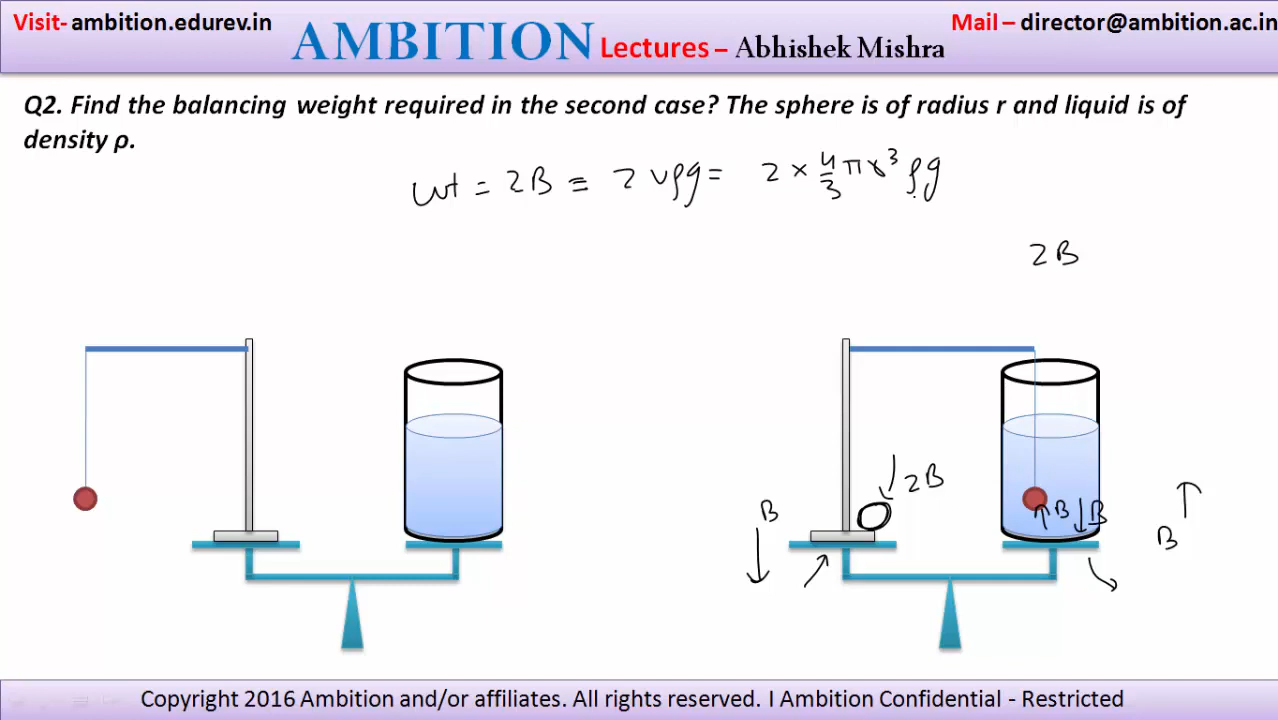 Visit- ambition.edurev.in
Mail – director@ambition.ac.in
AMBITION Lectures – Abhishek Mishra
Q2. Find the balancing weight required in the second case? The sphere is of radius r and liquid is of
density ρ.
wt = 2B = 2vρg = 2 × 4/3 πr³ ρg
2B
2B
B
B
B
B
Copyright 2016 Ambition and/or affiliates. All rights reserved. I Ambition Confidential - Restricted